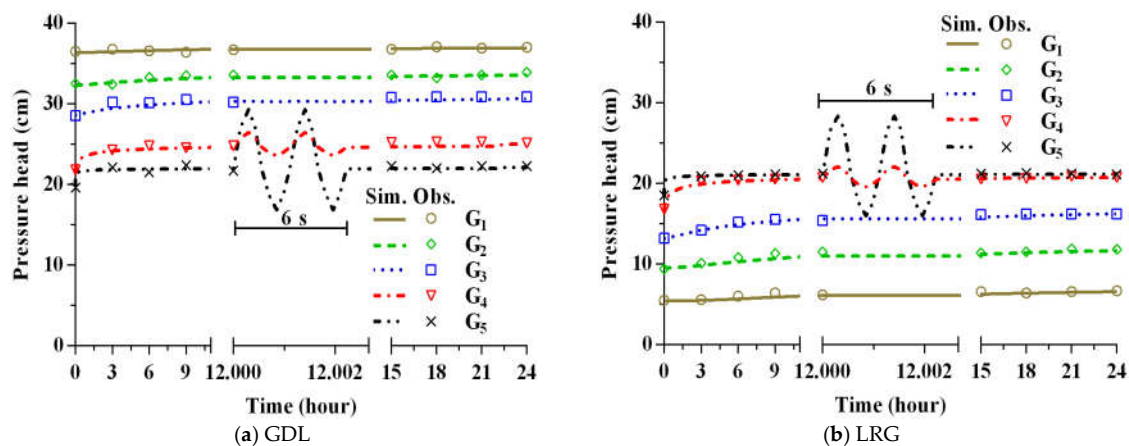 40
30
20
10
0
Pressure head (cm)
6 s
Sim. Obs.
G1
G2
G3
G4
G5
0 3 6 9 12.000 12.002 15 18 21 24
Time (hour)
(a) GDL
40
30
20
10
0
Pressure head (cm)
6 s
Sim. Obs.
G1
G2
G3
G4
G5
0 3 6 9 12.000 12.002 15 18 21 24
Time (hour)
(b) LRG